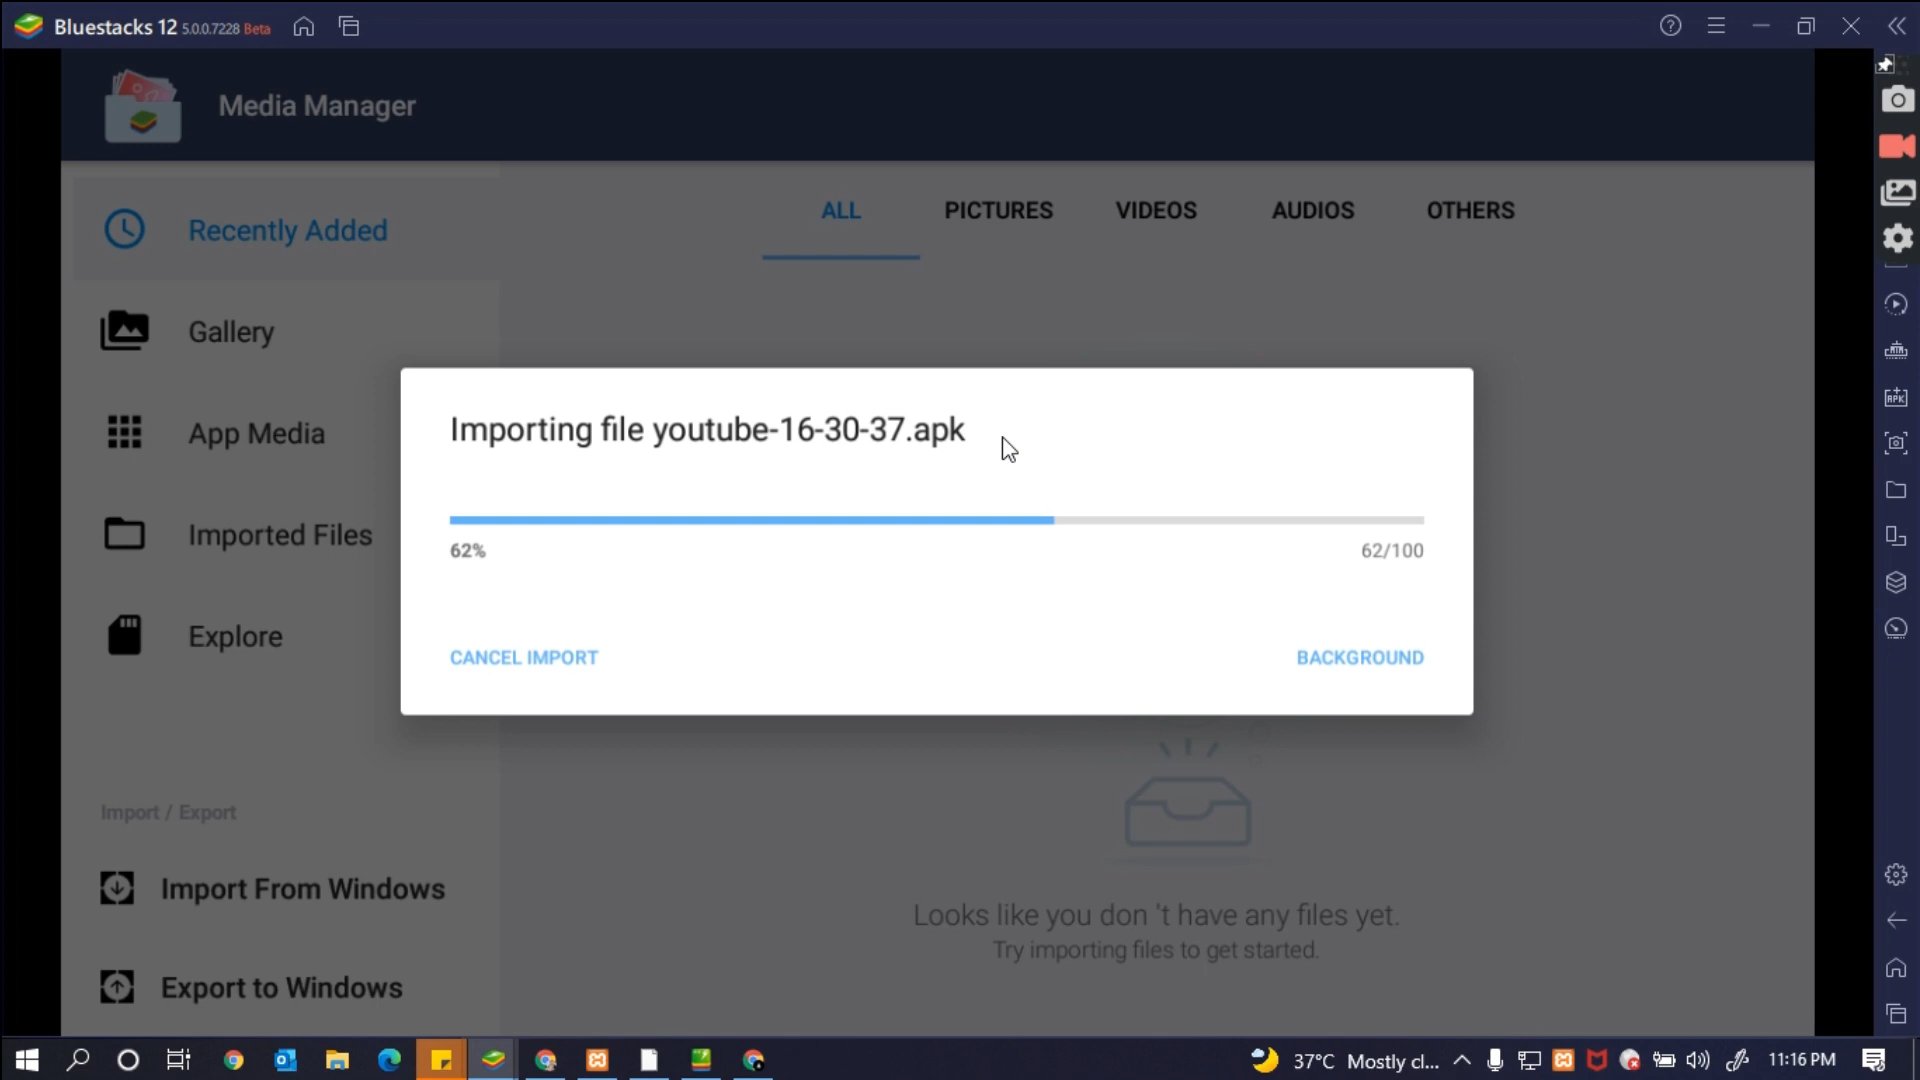 Bluestacks 12 5.0.0.7228 Beta
Media Manager
Recently Added
ALL PICTURES VIDEOS AUDIOS OTHERS
Gallery
App Media
Importing file youtube-16-30-37.apk
Imported Files
62% 62/100
Explore
CANCEL IMPORT BACKGROUND
Import / Export
Import From Windows
Looks like you don 't have any files yet.
Try importing files to get started.
Export to Windows
37°C Mostly cl... 11:16 PM